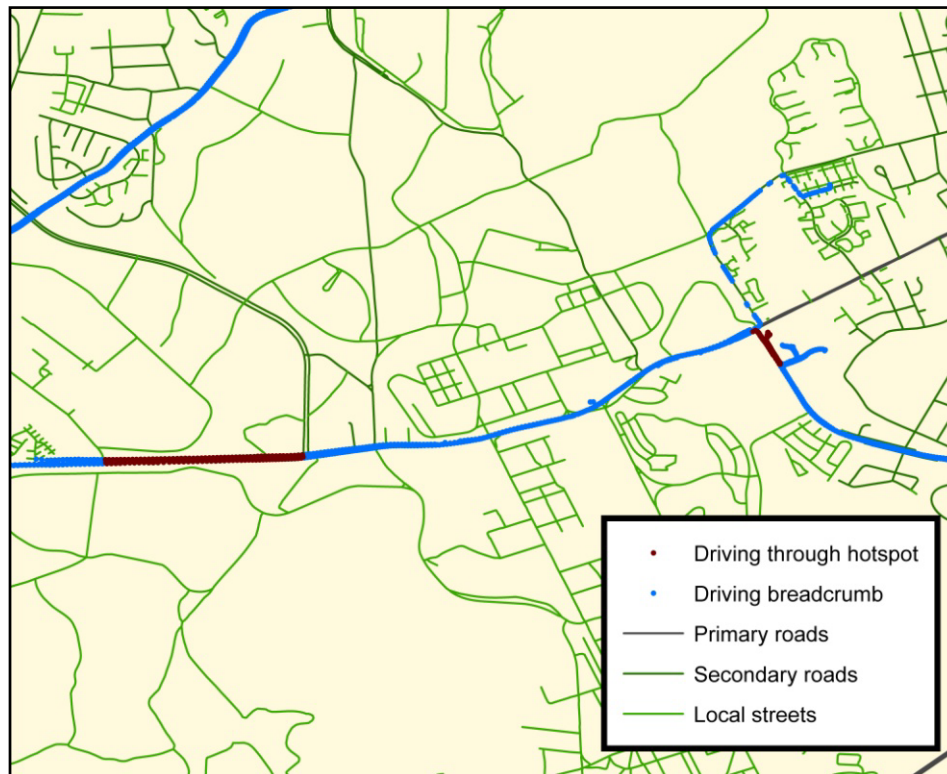 Driving through hotspot
Driving breadcrumb
Primary roads
Secondary roads
Local streets